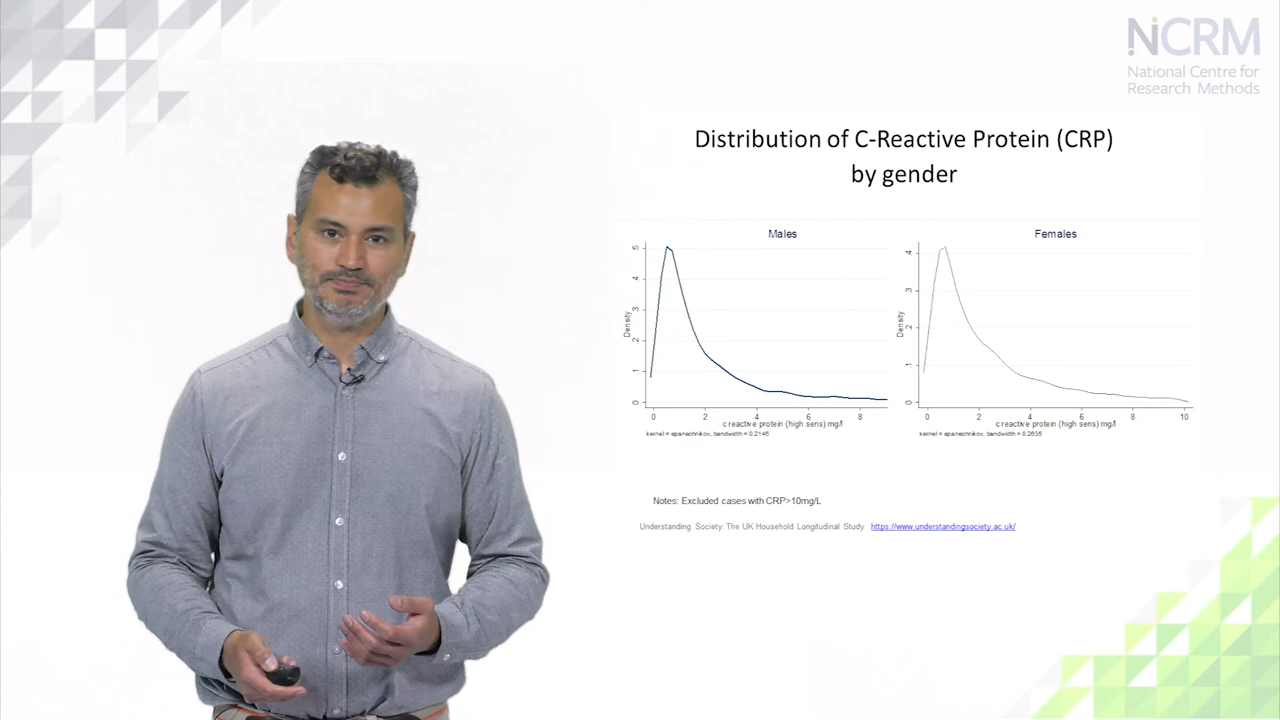 NCRM
National Centre for
Research Methods
Distribution of C-Reactive Protein (CRP)
by gender
Males
Density
0 .1 .2 .3 .4 .5
0 2 4 6 8
c reactive protein (high sens) mg/l
kernel = epanechnikov, bandwidth = 0.2146
Females
Density
0 .1 .2 .3 .4
0 2 4 6 8 10
c reactive protein (high sens) mg/l
kernel = epanechnikov, bandwidth = 0.2635
Notes: Excluded cases with CRP>10mg/L
Understanding Society: The UK Household Longitudinal Study https://www.understandingsociety.ac.uk/